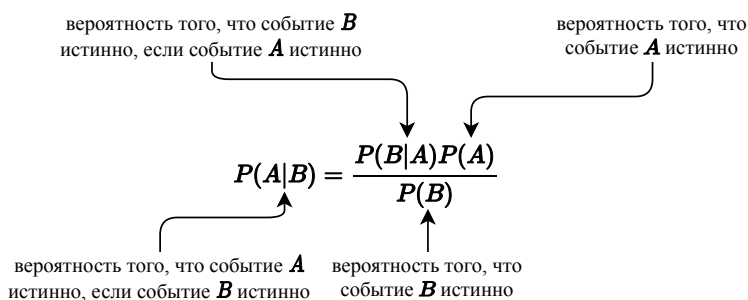 вероятность того, что событие B
истинно, если событие A истинно
вероятность того, что
событие A истинно
P(A|B) = P(B|A)P(A)
P(B)
вероятность того, что событие A
истинно, если событие B истинно
вероятность того, что
событие B истинно